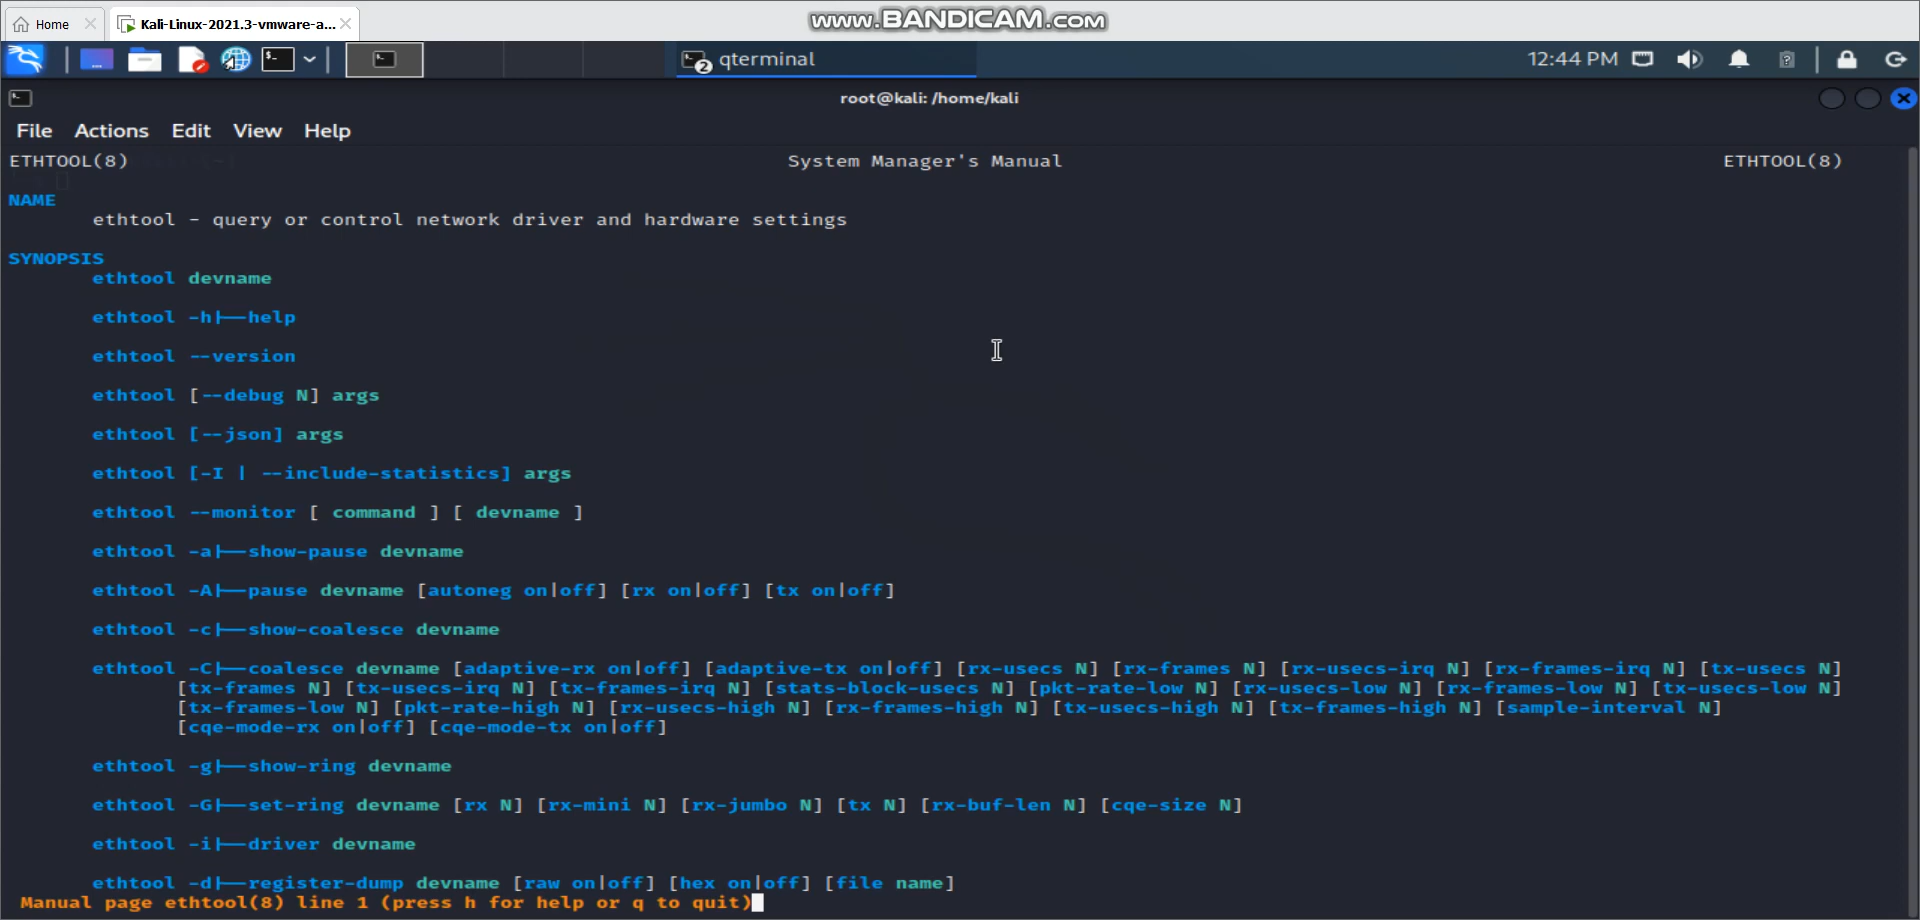 www.BANDICAM.com
Home
Kali-Linux-2021.3-vmware-a...
qterminal
12:44 PM
root@kali: /home/kali
File Actions Edit View Help
ETHTOOL(8) System Manager's Manual ETHTOOL(8)
NAME
ethtool - query or control network driver and hardware settings
SYNOPSIS
ethtool devname
ethtool -h|--help
ethtool --version
ethtool [--debug N] args
ethtool [--json] args
ethtool [-I | --include-statistics] args
ethtool --monitor [ command ] [ devname ]
ethtool -a|--show-pause devname
ethtool -A|--pause devname [autoneg on|off] [rx on|off] [tx on|off]
ethtool -c|--show-coalesce devname
ethtool -C|--coalesce devname [adaptive-rx on|off] [adaptive-tx on|off] [rx-usecs N] [rx-frames N] [rx-usecs-irq N] [rx-frames-irq N] [tx-usecs N]
[tx-frames N] [tx-usecs-irq N] [tx-frames-irq N] [stats-block-usecs N] [pkt-rate-low N] [rx-usecs-low N] [rx-frames-low N] [tx-usecs-low N]
[tx-frames-low N] [pkt-rate-high N] [rx-usecs-high N] [rx-frames-high N] [tx-usecs-high N] [tx-frames-high N] [sample-interval N]
[cqe-mode-rx on|off] [cqe-mode-tx on|off]
ethtool -g|--show-ring devname
ethtool -G|--set-ring devname [rx N] [rx-mini N] [rx-jumbo N] [tx N] [rx-buf-len N] [cqe-size N]
ethtool -i|--driver devname
ethtool -d|--register-dump devname [raw on|off] [hex on|off] [file name]
Manual page ethtool(8) line 1 (press h for help or q to quit)